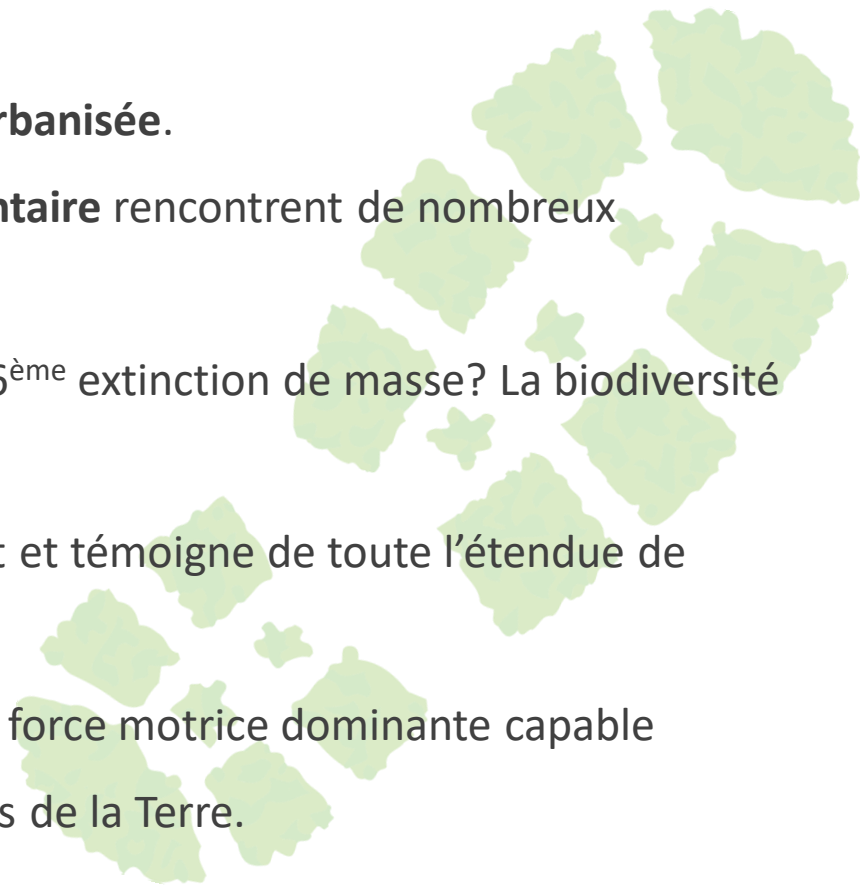 rbanisée.
ntaire rencontrent de nombreux
6ème extinction de masse? La biodiversité
t et témoigne de toute l’étendue de
force motrice dominante capable
s de la Terre.